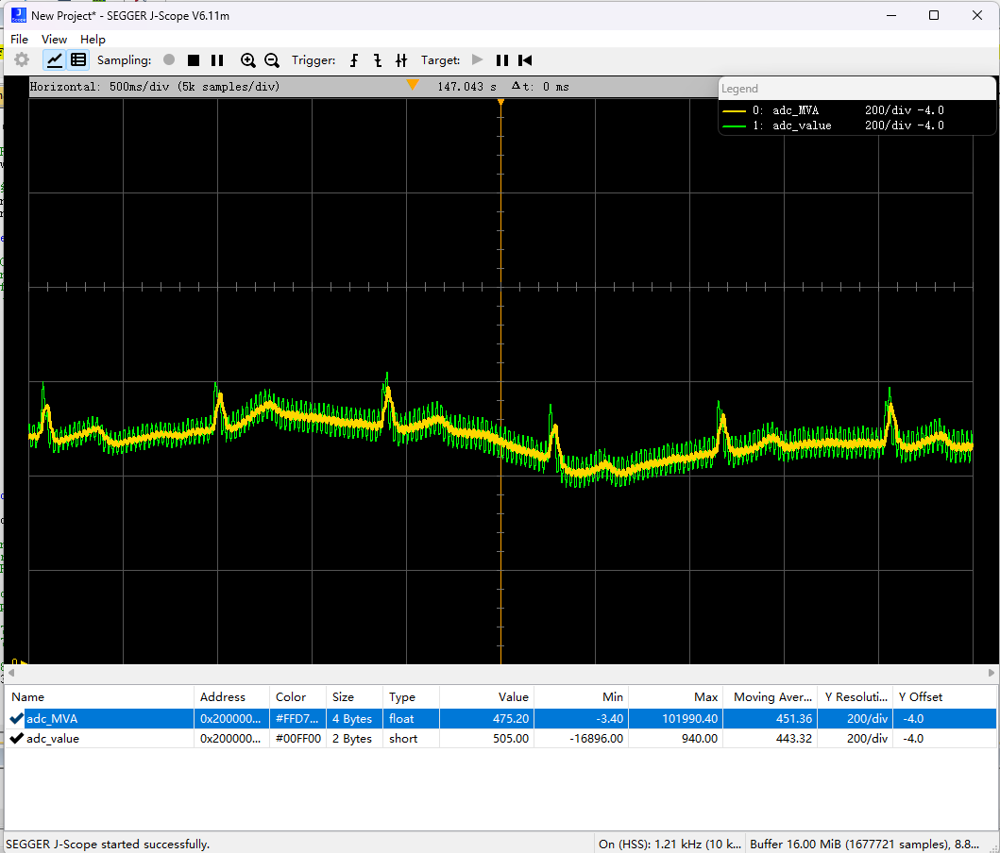 New Project* - SEGGER J-Scope V6.11m
File View Help
Sampling: Trigger: Target:
Horizontal: 500ms/div (5k samples/div) 147.043 s Δt: 0 ms
Legend
0: adc_MVA 200/div -4.0
1: adc_value 200/div -4.0
Name Address Color Size Type Value Min Max Moving Aver... Y Resoluti... Y Offset
adc_MVA 0x200000... #FFD7... 4 Bytes float 475.20 -3.40 101990.40 451.36 200/div -4.0
adc_value 0x200000... #00FF00 2 Bytes short 505.00 -16896.00 940.00 443.32 200/div -4.0
SEGGER J-Scope started successfully. On (HSS): 1.21 kHz (10 k... Buffer 16.00 MiB (1677721 samples), 8.8...